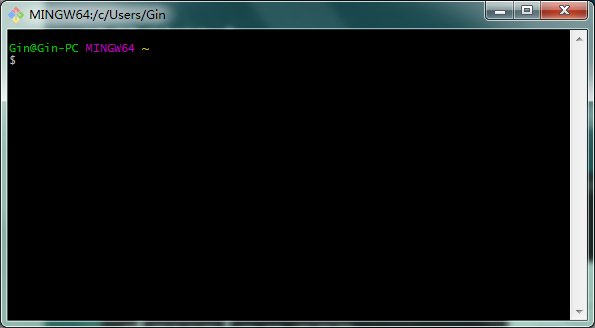 MINGW64:/c/Users/Gin
Gin@Gin-PC MINGW64 ~
$